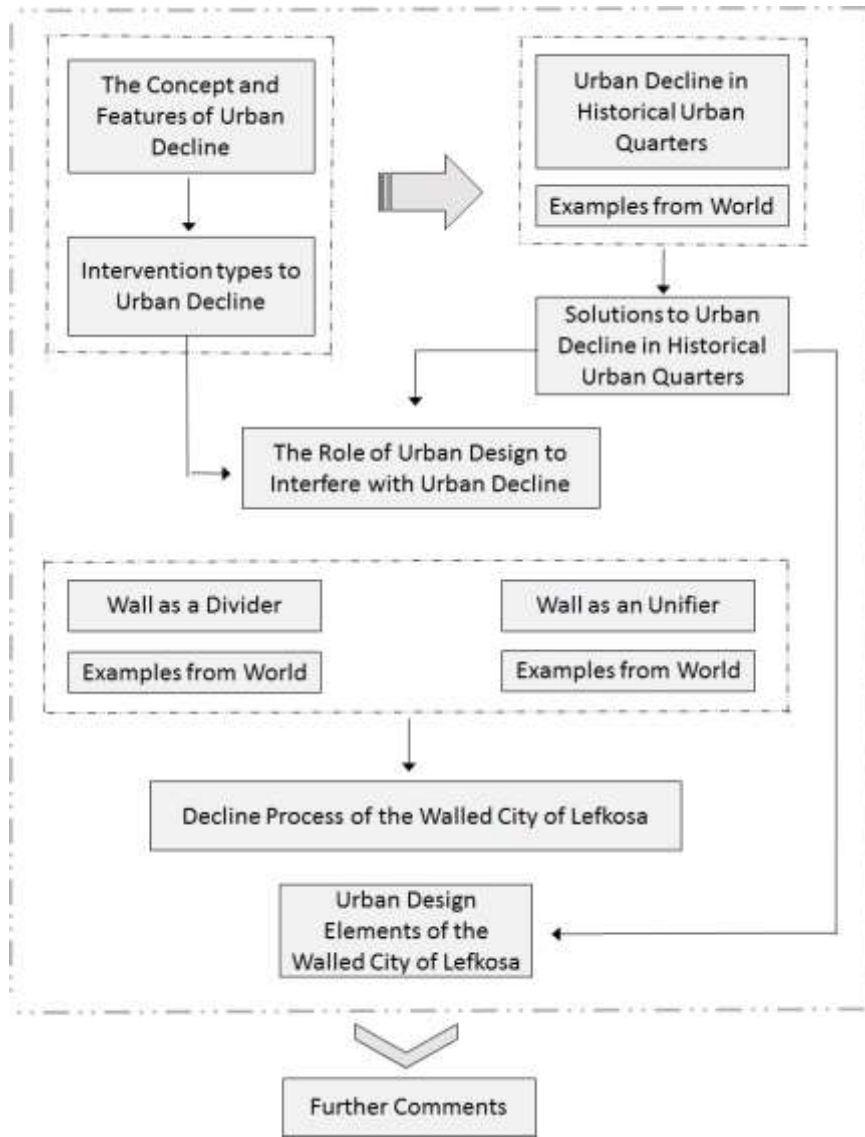 The Concept and
Features of Urban
Decline
Urban Decline in
Historical Urban
Quarters
Examples from World
Intervention types to
Urban Decline
Solutions to Urban
Decline in Historical
Urban Quarters
The Role of Urban Design to
Interfere with Urban Decline
Wall as a Divider
Wall as an Unifier
Examples from World
Examples from World
Decline Process of the Walled City of Lefkosa
Urban Design
Elements of the
Walled City of Lefkosa
Further Comments